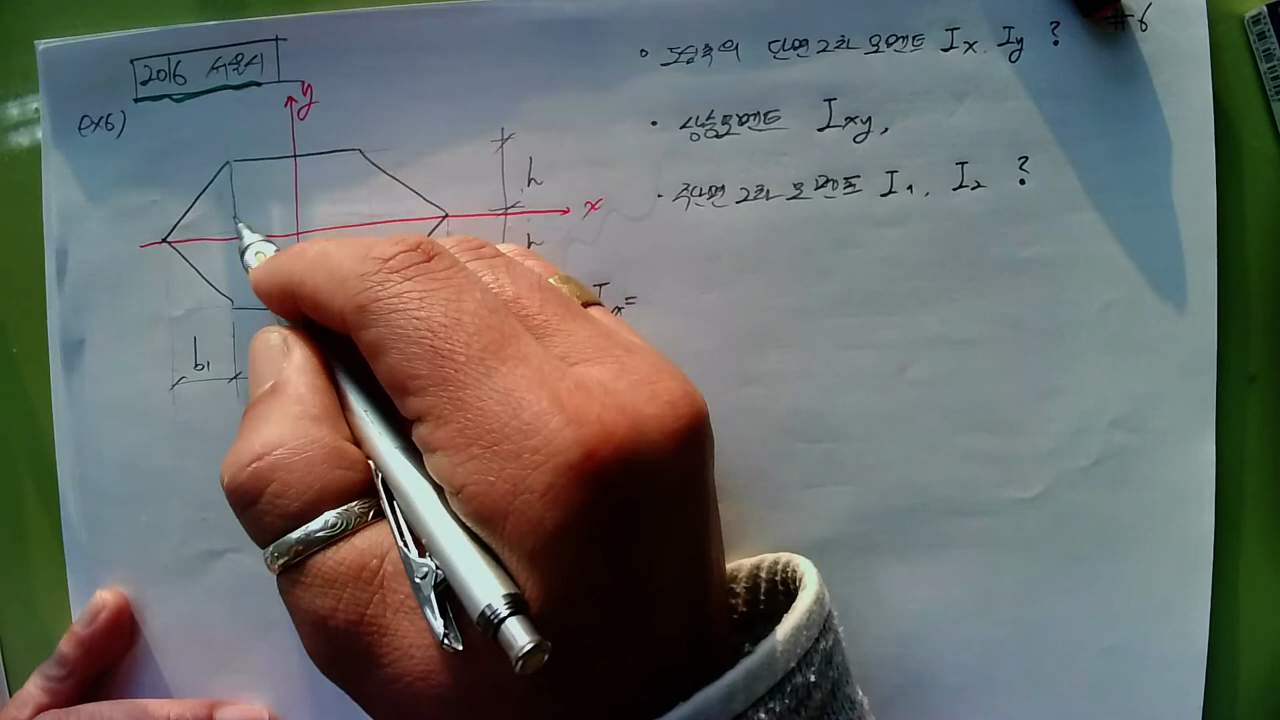 #6
2016 서울시
ex6)
• 도심축의 단면 2차 모멘트 Ix, Iy ?
• 상승모멘트 Ixy,
• 주단면 2차 모멘트 I1, I2 ?
y
x
h
h
b1
Ix=